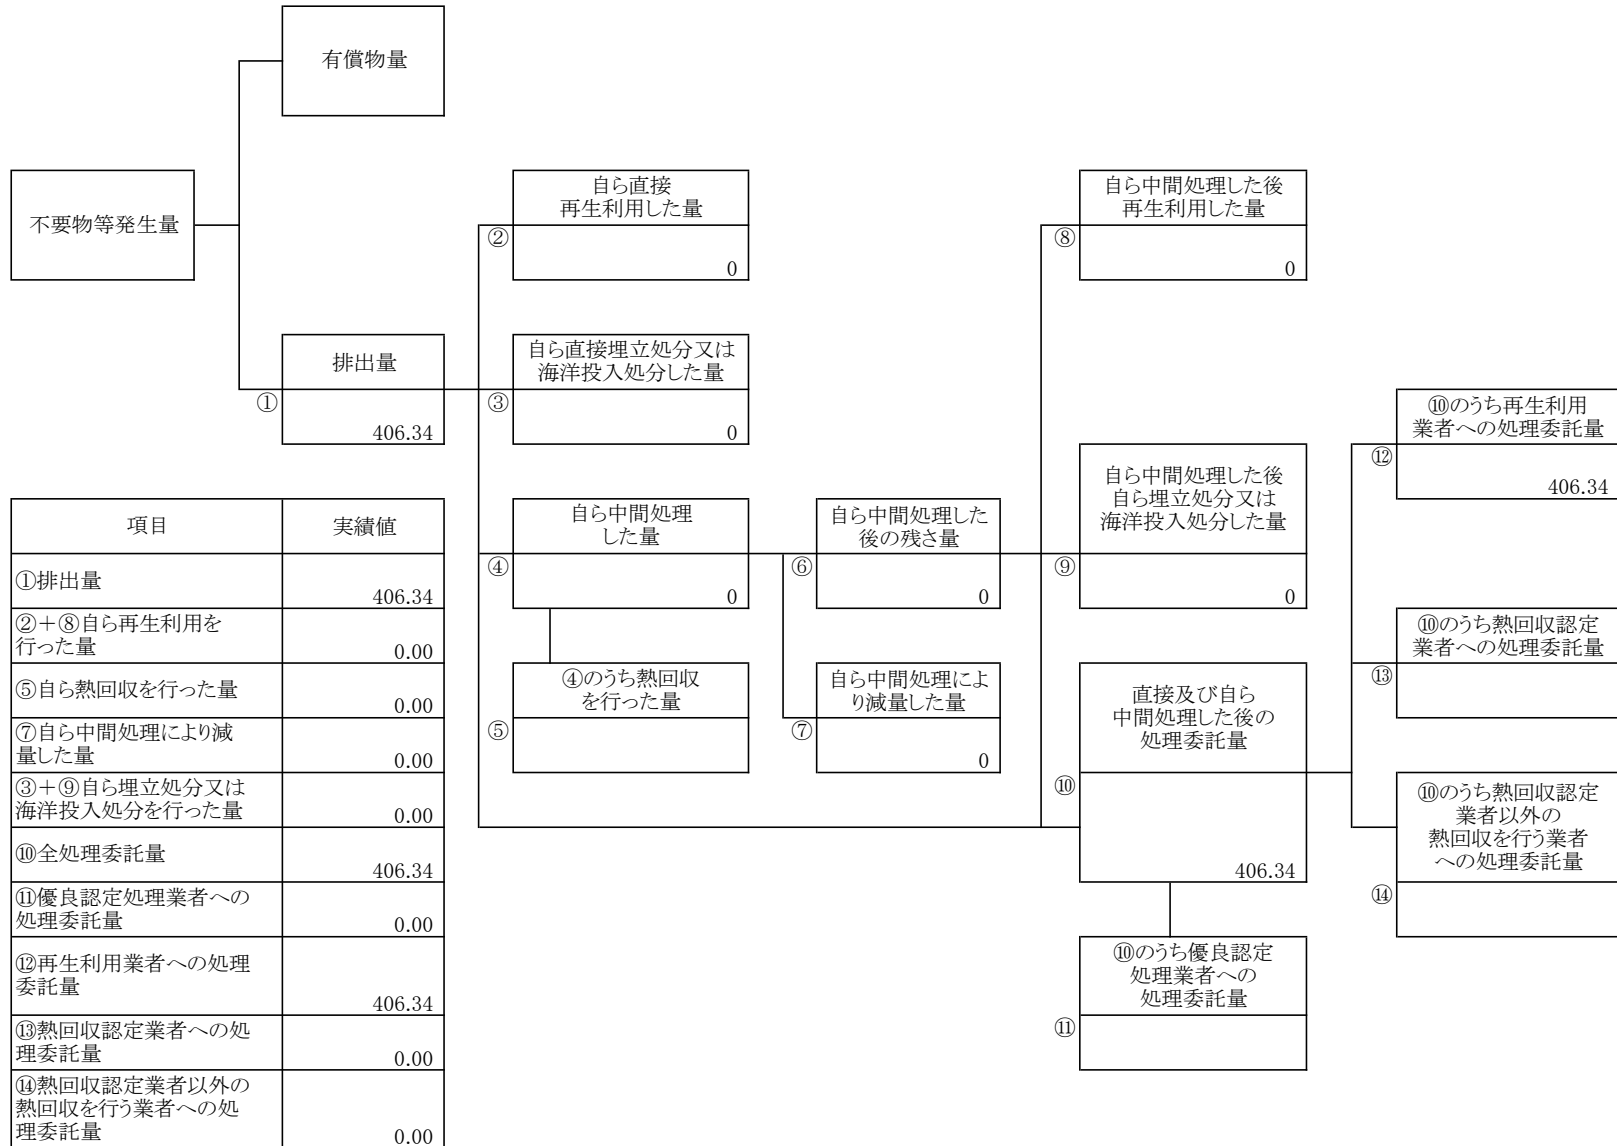 有償物量
不要物等発生量
自ら直接
再生利用した量
②
0
自ら中間処理した後
再生利用した量
⑧
0
排出量
①
406.34
自ら直接埋立処分又は
海洋投入処分した量
③
0
⑩のうち再生利用
業者への処理委託量
⑫
406.34
自ら中間処理
した量
④
0
自ら中間処理した
後の残さ量
⑥
0
自ら中間処理した後
自ら埋立処分又は
海洋投入処分した量
⑨
0
⑩のうち熱回収認定
業者への処理委託量
⑬
④のうち熱回収
を行った量
⑤
自ら中間処理によ
り減量した量
⑦
0
直接及び自ら
中間処理した後の
処理委託量
⑩
406.34
⑩のうち熱回収認定
業者以外の
熱回収を行う業者
への処理委託量
⑭
⑩のうち優良認定
処理業者への
処理委託量
⑪
項目
実績値
①排出量
406.34
②＋⑧自ら再生利用を
行った量
0.00
⑤自ら熱回収を行った量
0.00
⑦自ら中間処理により減
量した量
0.00
③＋⑨自ら埋立処分又は
海洋投入処分を行った量
0.00
⑩全処理委託量
406.34
⑪優良認定処理業者への
処理委託量
0.00
⑫再生利用業者への処理
委託量
406.34
⑬熱回収認定業者への処
理委託量
0.00
⑭熱回収認定業者以外の
熱回収を行う業者への処
理委託量
0.00